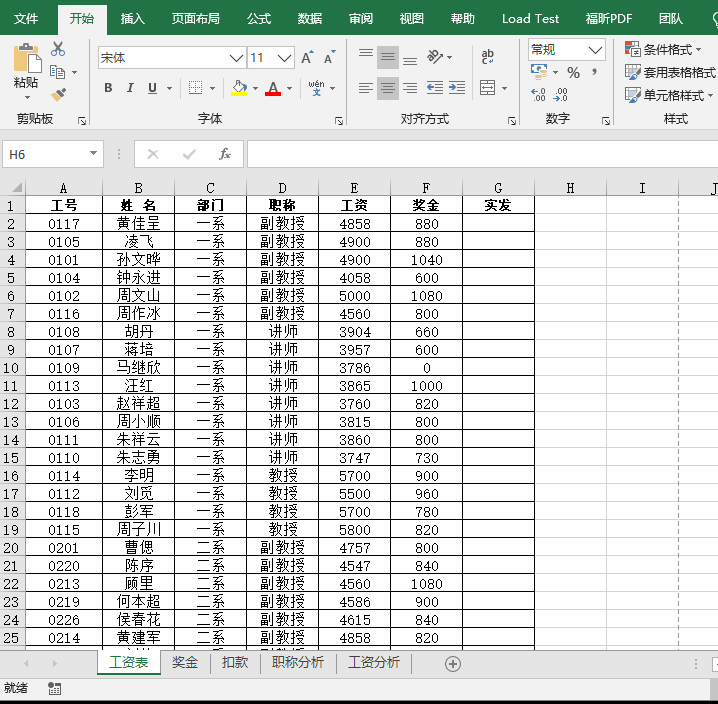 文件 开始 插入 页面布局 公式 数据 审阅 视图 帮助 Load Test 福昕PDF 团队
宋体 11 A A 常规 条件格式
粘贴 B I U A wén 文 ab % 套用表格格式
.00 .0 单元格样式
剪贴板 字体 对齐方式 数字 样式
H6 fx
A B C D E F G H I J
1 工号 姓 名 部门 职称 工资 奖金 实发
2 0117 黄佳呈 一系 副教授 4858 880
3 0105 凌飞 一系 副教授 4900 880
4 0101 孙文晔 一系 副教授 4900 1040
5 0104 钟永进 一系 副教授 4058 600
6 0102 周文山 一系 副教授 5000 1080
7 0116 周作冰 一系 副教授 4560 800
8 0108 胡丹 一系 讲师 3904 660
9 0107 蒋培 一系 讲师 3957 600
10 0109 马继欣 一系 讲师 3786 0
11 0113 汪红 一系 讲师 3865 1000
12 0103 赵祥超 一系 讲师 3760 820
13 0106 周小顺 一系 讲师 3815 800
14 0111 朱祥云 一系 讲师 3860 800
15 0110 朱志勇 一系 讲师 3747 730
16 0114 李明 一系 教授 5700 900
17 0112 刘觅 一系 教授 5500 960
18 0118 彭军 一系 教授 5700 780
19 0115 周子川 一系 教授 5800 820
20 0201 曹偲 二系 副教授 4757 800
21 0220 陈序 二系 副教授 4547 840
22 0213 顾里 二系 副教授 4560 1080
23 0219 何本超 二系 副教授 4586 900
24 0226 侯春花 二系 副教授 4615 840
25 0214 黄建军 二系 副教授 4858 820
工资表 奖金 扣款 职称分析 工资分析
就绪